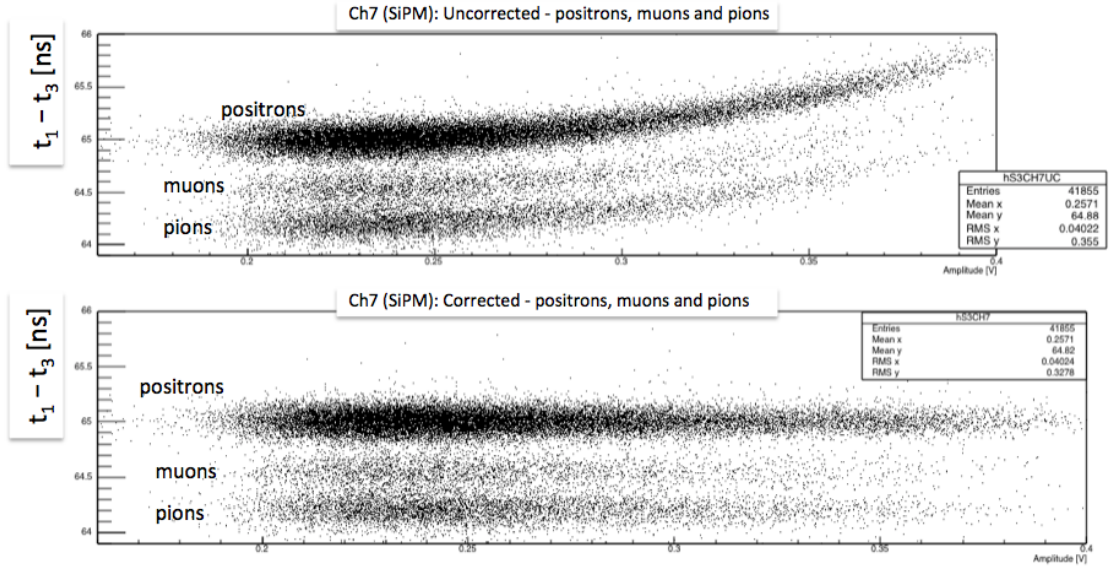 Ch7 (SiPM): Uncorrected - positrons, muons and pions
t₁ – t₃ [ns]
66
65.5
65
64.5
64
positrons
muons
pions
hS3CH7UC
Entries 41855
Mean x 0.2571
Mean y 64.88
RMS x 0.04022
RMS y 0.355
0.2 0.25 0.3 0.35 0.4
Amplitude [V]
Ch7 (SiPM): Corrected - positrons, muons and pions
t₁ – t₃ [ns]
66
65.5
65
64.5
64
positrons
muons
pions
hS3CH7
Entries 41855
Mean x 0.2571
Mean y 64.82
RMS x 0.04024
RMS y 0.3278
0.2 0.25 0.3 0.35 0.4
Amplitude [V]